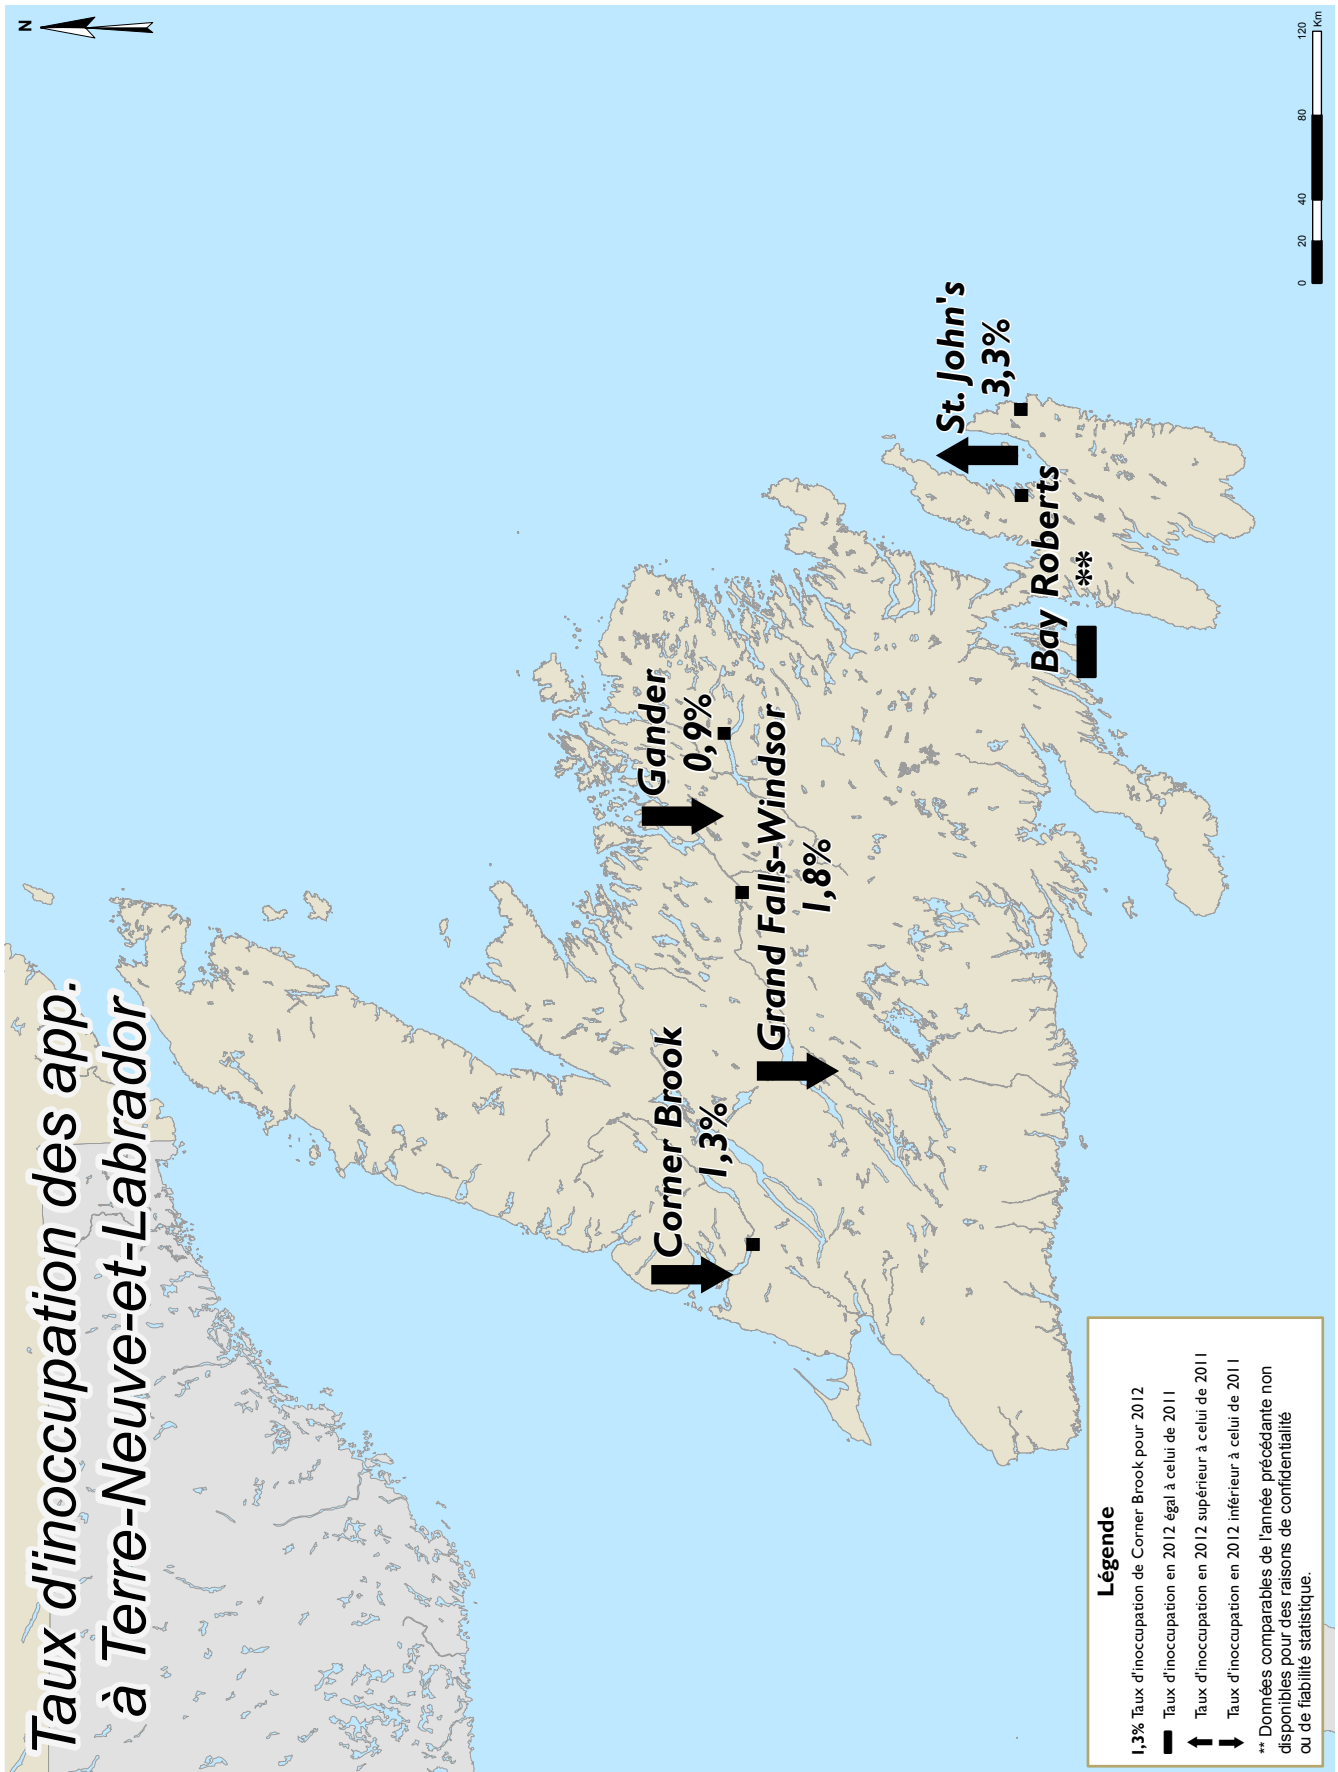 Taux d'inoccupation des app.
à Terre-Neuve-et-Labrador
N
Corner Brook
1,3%
Gander
0,9%
Grand Falls-Windsor
1,8%
St. John's
3,3%
Bay Roberts
**
Légende
1,3% Taux d'inoccupation de Corner Brook pour 2012
Taux d'inoccupation en 2012 égal à celui de 2011
Taux d'inoccupation en 2012 supérieur à celui de 2011
Taux d'inoccupation en 2012 inférieur à celui de 2011
** Données comparables de l'année précédante non
disponibles pour des raisons de confidentialité
ou de fiabilité statistique.
0 20 40 80 120
Km